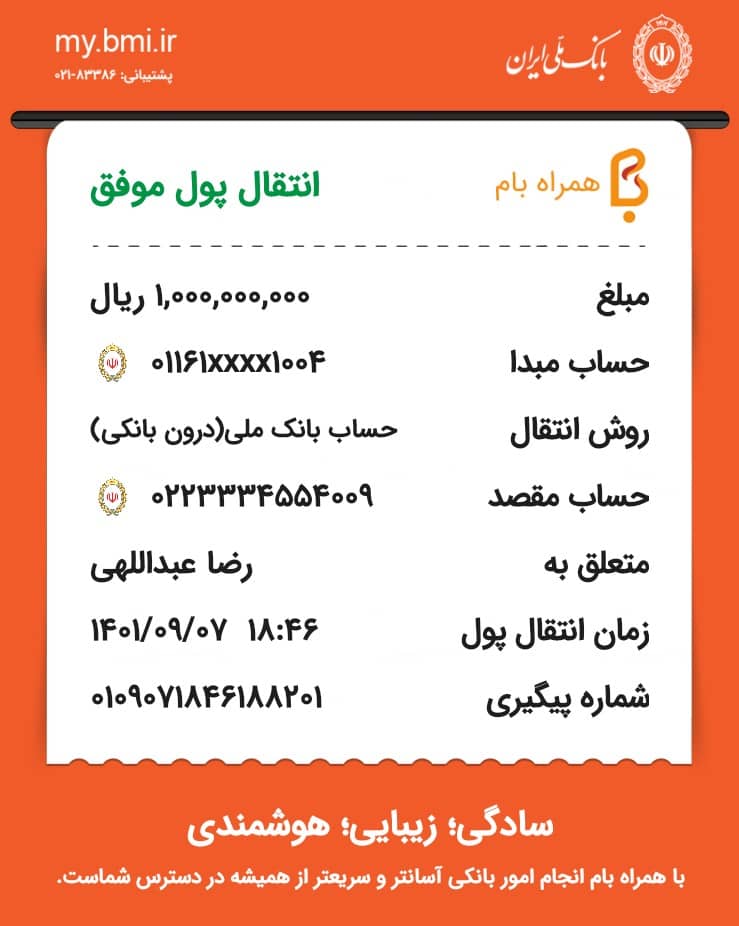 my.bmi.ir
پشتیبانی: ۸۳۳۸۶-۰۲۱
بانک ملی ایران
همراه بام
انتقال پول موفق
مبلغ ۱,۰۰۰,۰۰۰,۰۰۰ ریال
حساب مبدا ۰۱۱۶۱xxxx۱۰۰۴
روش انتقال حساب بانک ملی(درون بانکی)
حساب مقصد ۰۲۲۳۳۳۴۵۵۴۰۰۹
متعلق به رضا عبداللهی
زمان انتقال پول ۱۸:۴۶ ۱۴۰۱/۰۹/۰۷
شماره پیگیری ۰۱۰۹۰۷۱۸۴۶۱۸۸۲۰۱
سادگی؛ زیبایی؛ هوشمندی
با همراه بام انجام امور بانکی آسانتر و سریعتر از همیشه در دسترس شماست.